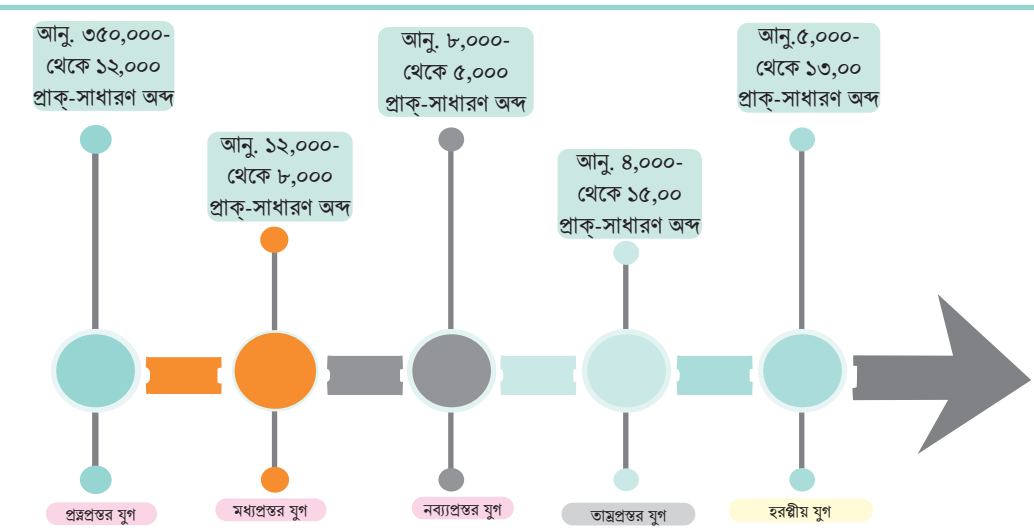 আনু. ৩৫০,০০০-
থেকে ১২,০০০
প্রাক্-সাধারণ অব্দ
আনু. ১২,০০০-
থেকে ৮,০০০
প্রাক্-সাধারণ অব্দ
আনু. ৮,০০০-
থেকে ৫,০০০
প্রাক্-সাধারণ অব্দ
আনু. ৪,০০০-
থেকে ১৫,০০
প্রাক্-সাধারণ অব্দ
আনু.৫,০০০-
থেকে ১৩,০০
প্রাক্-সাধারণ অব্দ
প্রত্নপ্রস্তর যুগ
মধ্যপ্রস্তর যুগ
নব্যপ্রস্তর যুগ
তাম্রপ্রস্তর যুগ
হরপ্পীয় যুগ